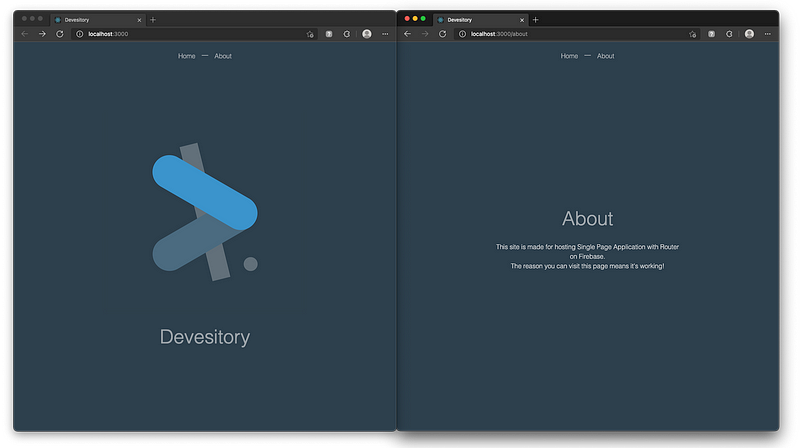 Devesitory
localhost:3000
Home — About
Devesitory
Devesitory
localhost:3000/about
Home — About
About
This site is made for hosting Single Page Application with Router
on Firebase.
The reason you can visit this page means it's working!